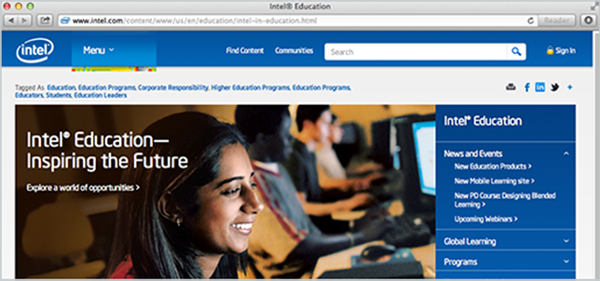 Intel® Education
www.intel.com/content/www/us/en/education/intel-in-education.html
Reader
intel
Menu
Find Content
Communities
Search
Sign In
Tagged As Education, Education Programs, Corporate Responsibility, Higher Education Programs, Education Programs,
Educators, Students, Education Leaders
Intel® Education—
Inspiring the Future
Explore a world of opportunities >
Intel® Education
News and Events
New Education Products >
New Mobile Learning site >
New PD Course: Designing Blended
Learning >
Upcoming Webinars >
Global Learning
Programs